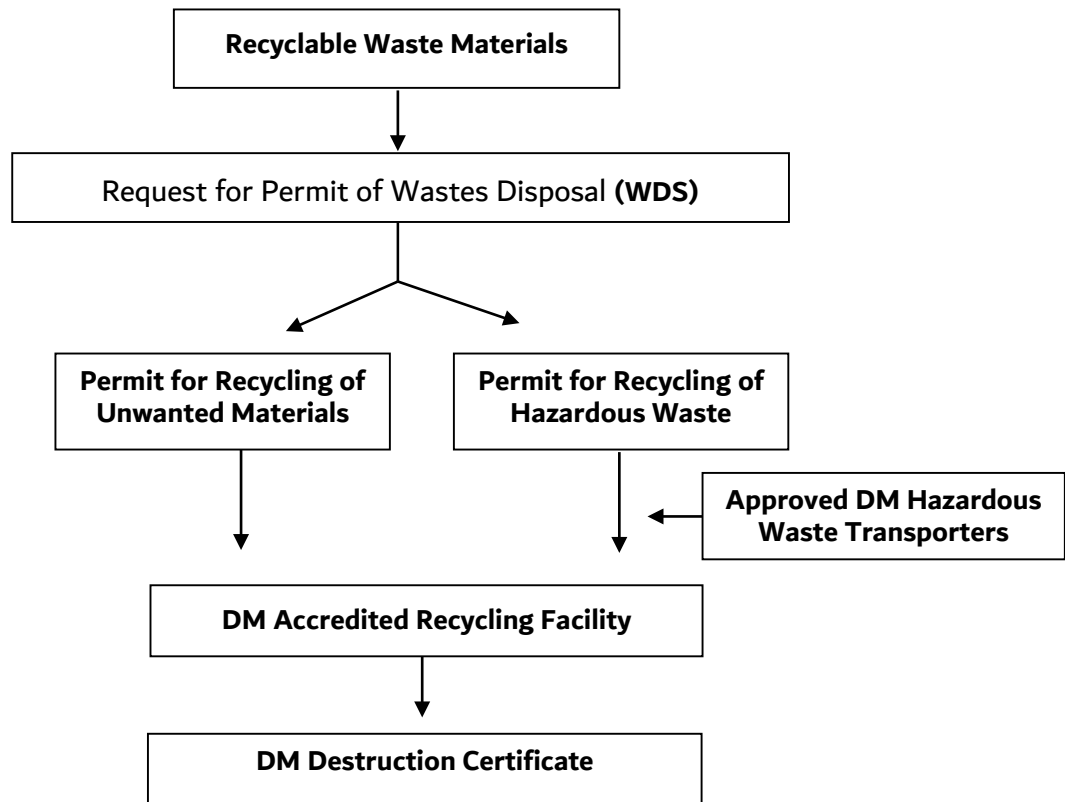 Recyclable Waste Materials
Request for Permit of Wastes Disposal (WDS)
Permit for Recycling of
Unwanted Materials
Permit for Recycling of
Hazardous Waste
Approved DM Hazardous
Waste Transporters
DM Accredited Recycling Facility
DM Destruction Certificate